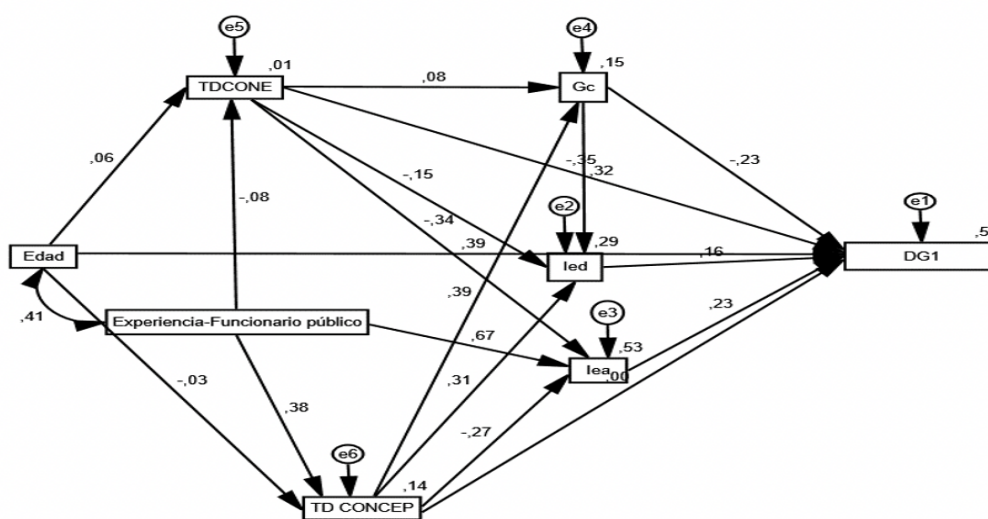 e5
e4
,01
,15
TDCONE
,08
Gc
,06
-,35
,32
-,23
-,15
e2
e1
-,08
-,34
,5
Edad
,39
,29
Ied
,16
DG1
,39
e3
,23
,41
Experiencia-Funcionario público
,67
,53
Iea
,00
,31
-,03
,38
-,27
e6
,14
TD CONCEP